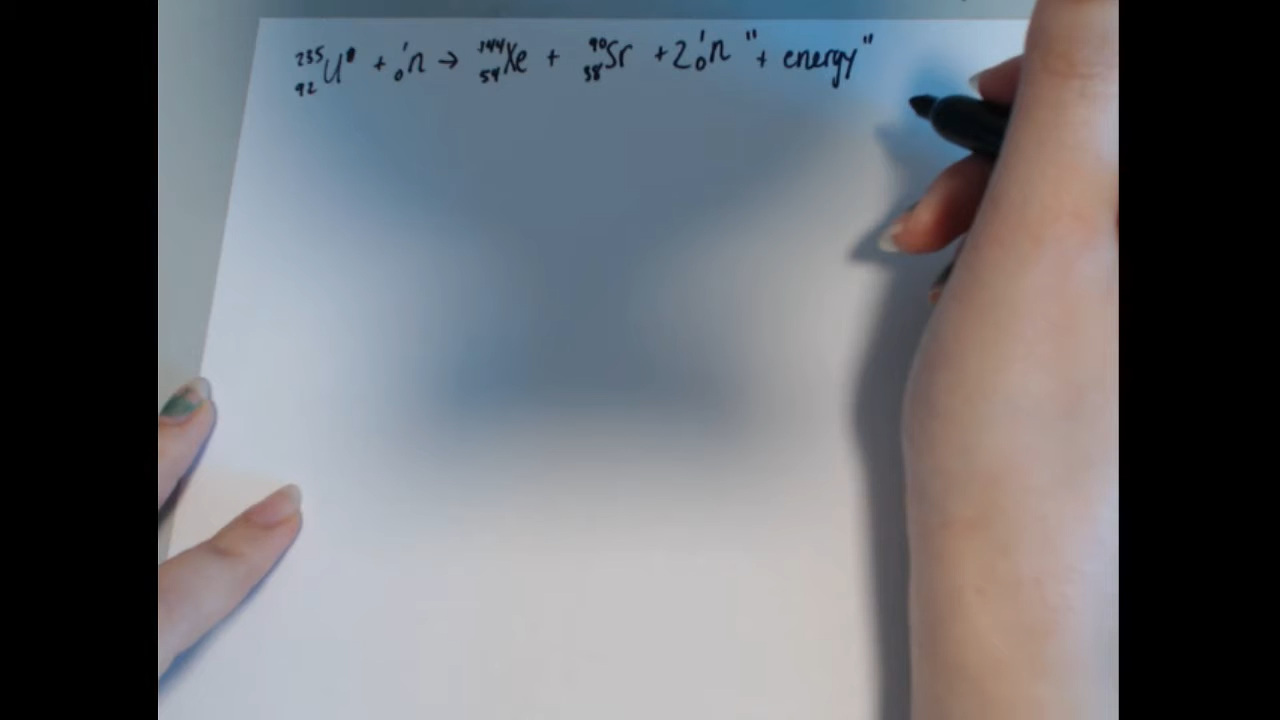 ²³⁵₉₂U + ¹₀n → ¹⁴⁴₅₄Xe + ⁹⁰₃₈Sr + 2¹₀n "+ energy"